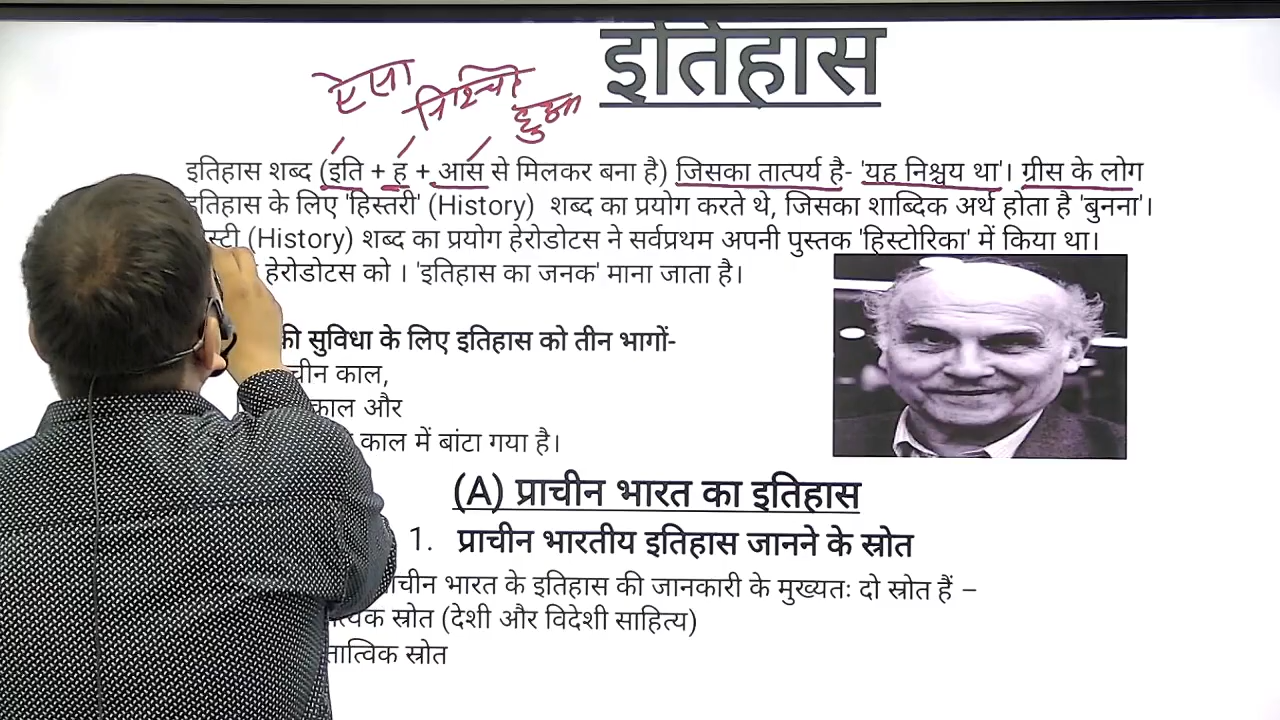 इतिहास
ऐसा
निश्चित
हुआ
इतिहास शब्द (इति + ह + आस से मिलकर बना है) जिसका तात्पर्य है- 'यह निश्चय था'। ग्रीस के लोग
इतिहास के लिए 'हिस्तरी' (History) शब्द का प्रयोग करते थे, जिसका शाब्दिक अर्थ होता है 'बुनना'।
स्टी (History) शब्द का प्रयोग हेरोडोटस ने सर्वप्रथम अपनी पुस्तक 'हिस्टोरिका' में किया था।
हेरोडोटस को । 'इतिहास का जनक' माना जाता है।
की सुविधा के लिए इतिहास को तीन भागों-
चीन काल,
काल और
काल में बांटा गया है।
(A) प्राचीन भारत का इतिहास
1. प्राचीन भारतीय इतिहास जानने के स्रोत
चीन भारत के इतिहास की जानकारी के मुख्यतः दो स्रोत हैं –
त्यिक स्रोत (देशी और विदेशी साहित्य)
तात्विक स्रोत